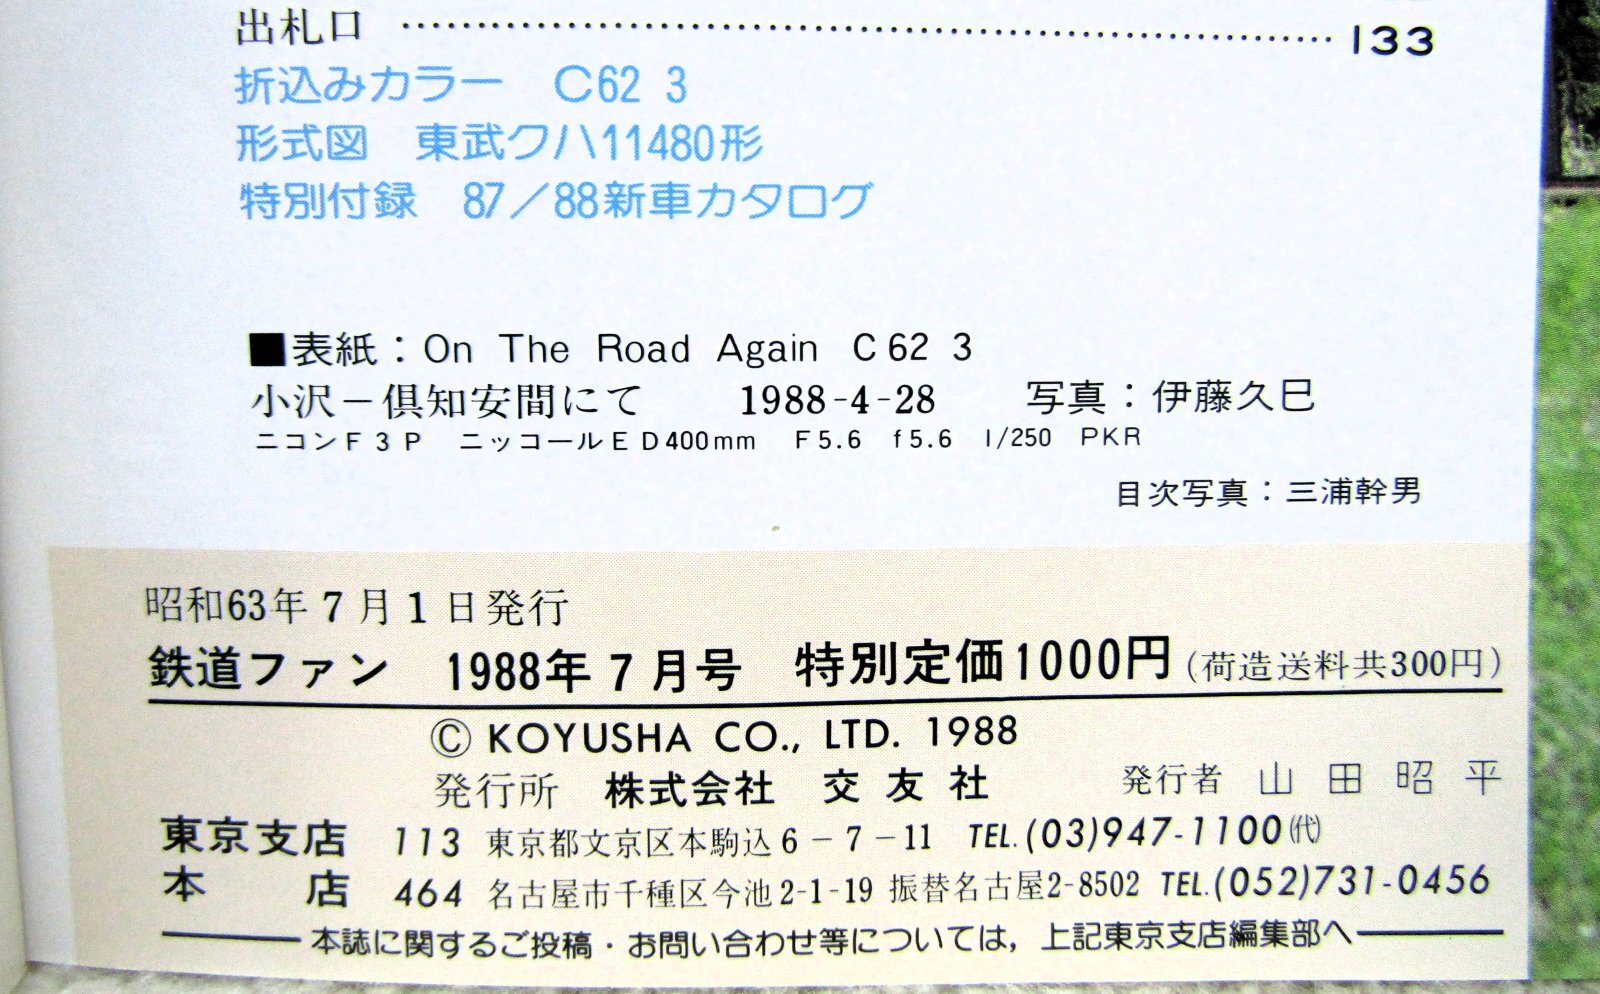 出札口 …………………………………………………… 133
折込みカラー　C62 3
形式図　東武クハ11480形
特別付録　87／88新車カタログ
■表紙：On The Road Again C62 3
小沢－倶知安間にて　1988-4-28　写真：伊藤久巳
ニコンF3P　ニッコールED400mm　F5.6　f5.6　1/250　PKR
目次写真：三浦幹男
昭和63年7月1日発行
鉄道ファン　1988年7月号　特別定価1000円（荷造送料共300円）
© KOYUSHA CO., LTD. 1988
発行所　株式会社　交友社　発行者　山田昭平
東京支店　113　東京都文京区本駒込6－7－11　TEL.(03)947-1100㈹
本店　464　名古屋市千種区今池2-1-19　振替名古屋2-8502　TEL.(052)731-0456
本誌に関するご投稿・お問い合わせ等については，上記東京支店編集部へ